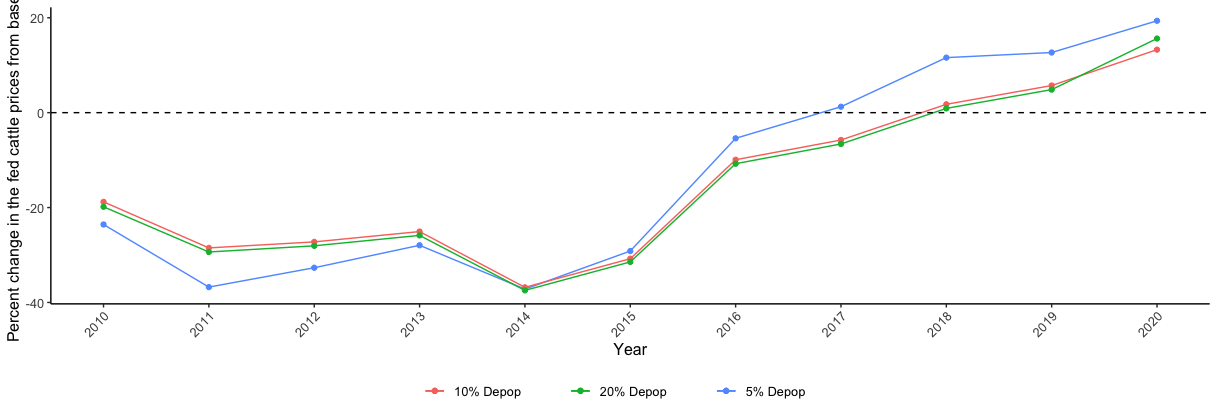 Percent change in the fed cattle prices from base
20
0
-20
-40
2010 2011 2012 2013 2014 2015 2016 2017 2018 2019 2020
Year
10% Depop 20% Depop 5% Depop